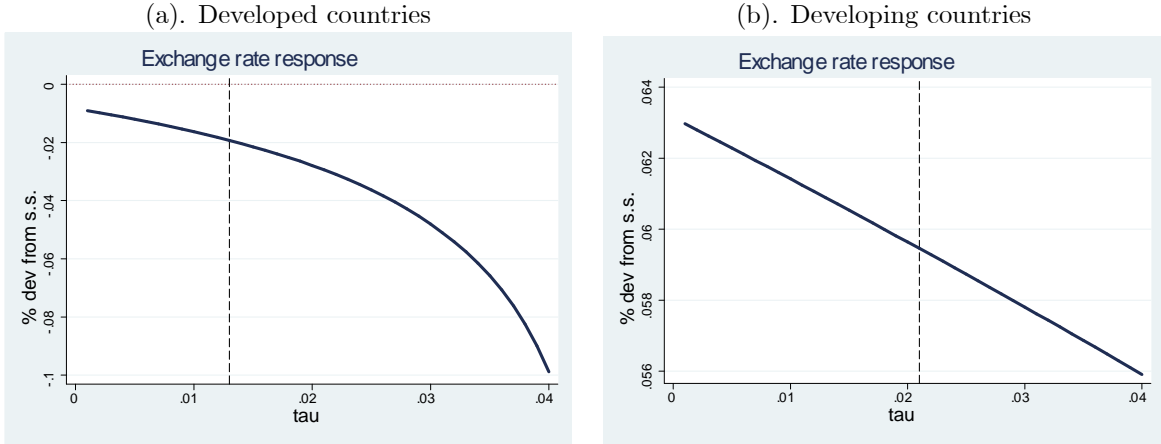 (a). Developed countries
Exchange rate response
% dev from s.s.
0
-.02
-.04
-.06
-.08
-.1
0
.01
.02
.03
.04
tau
(b). Developing countries
Exchange rate response
% dev from s.s.
.064
.062
.06
.058
.056
0
.01
.02
.03
.04
tau